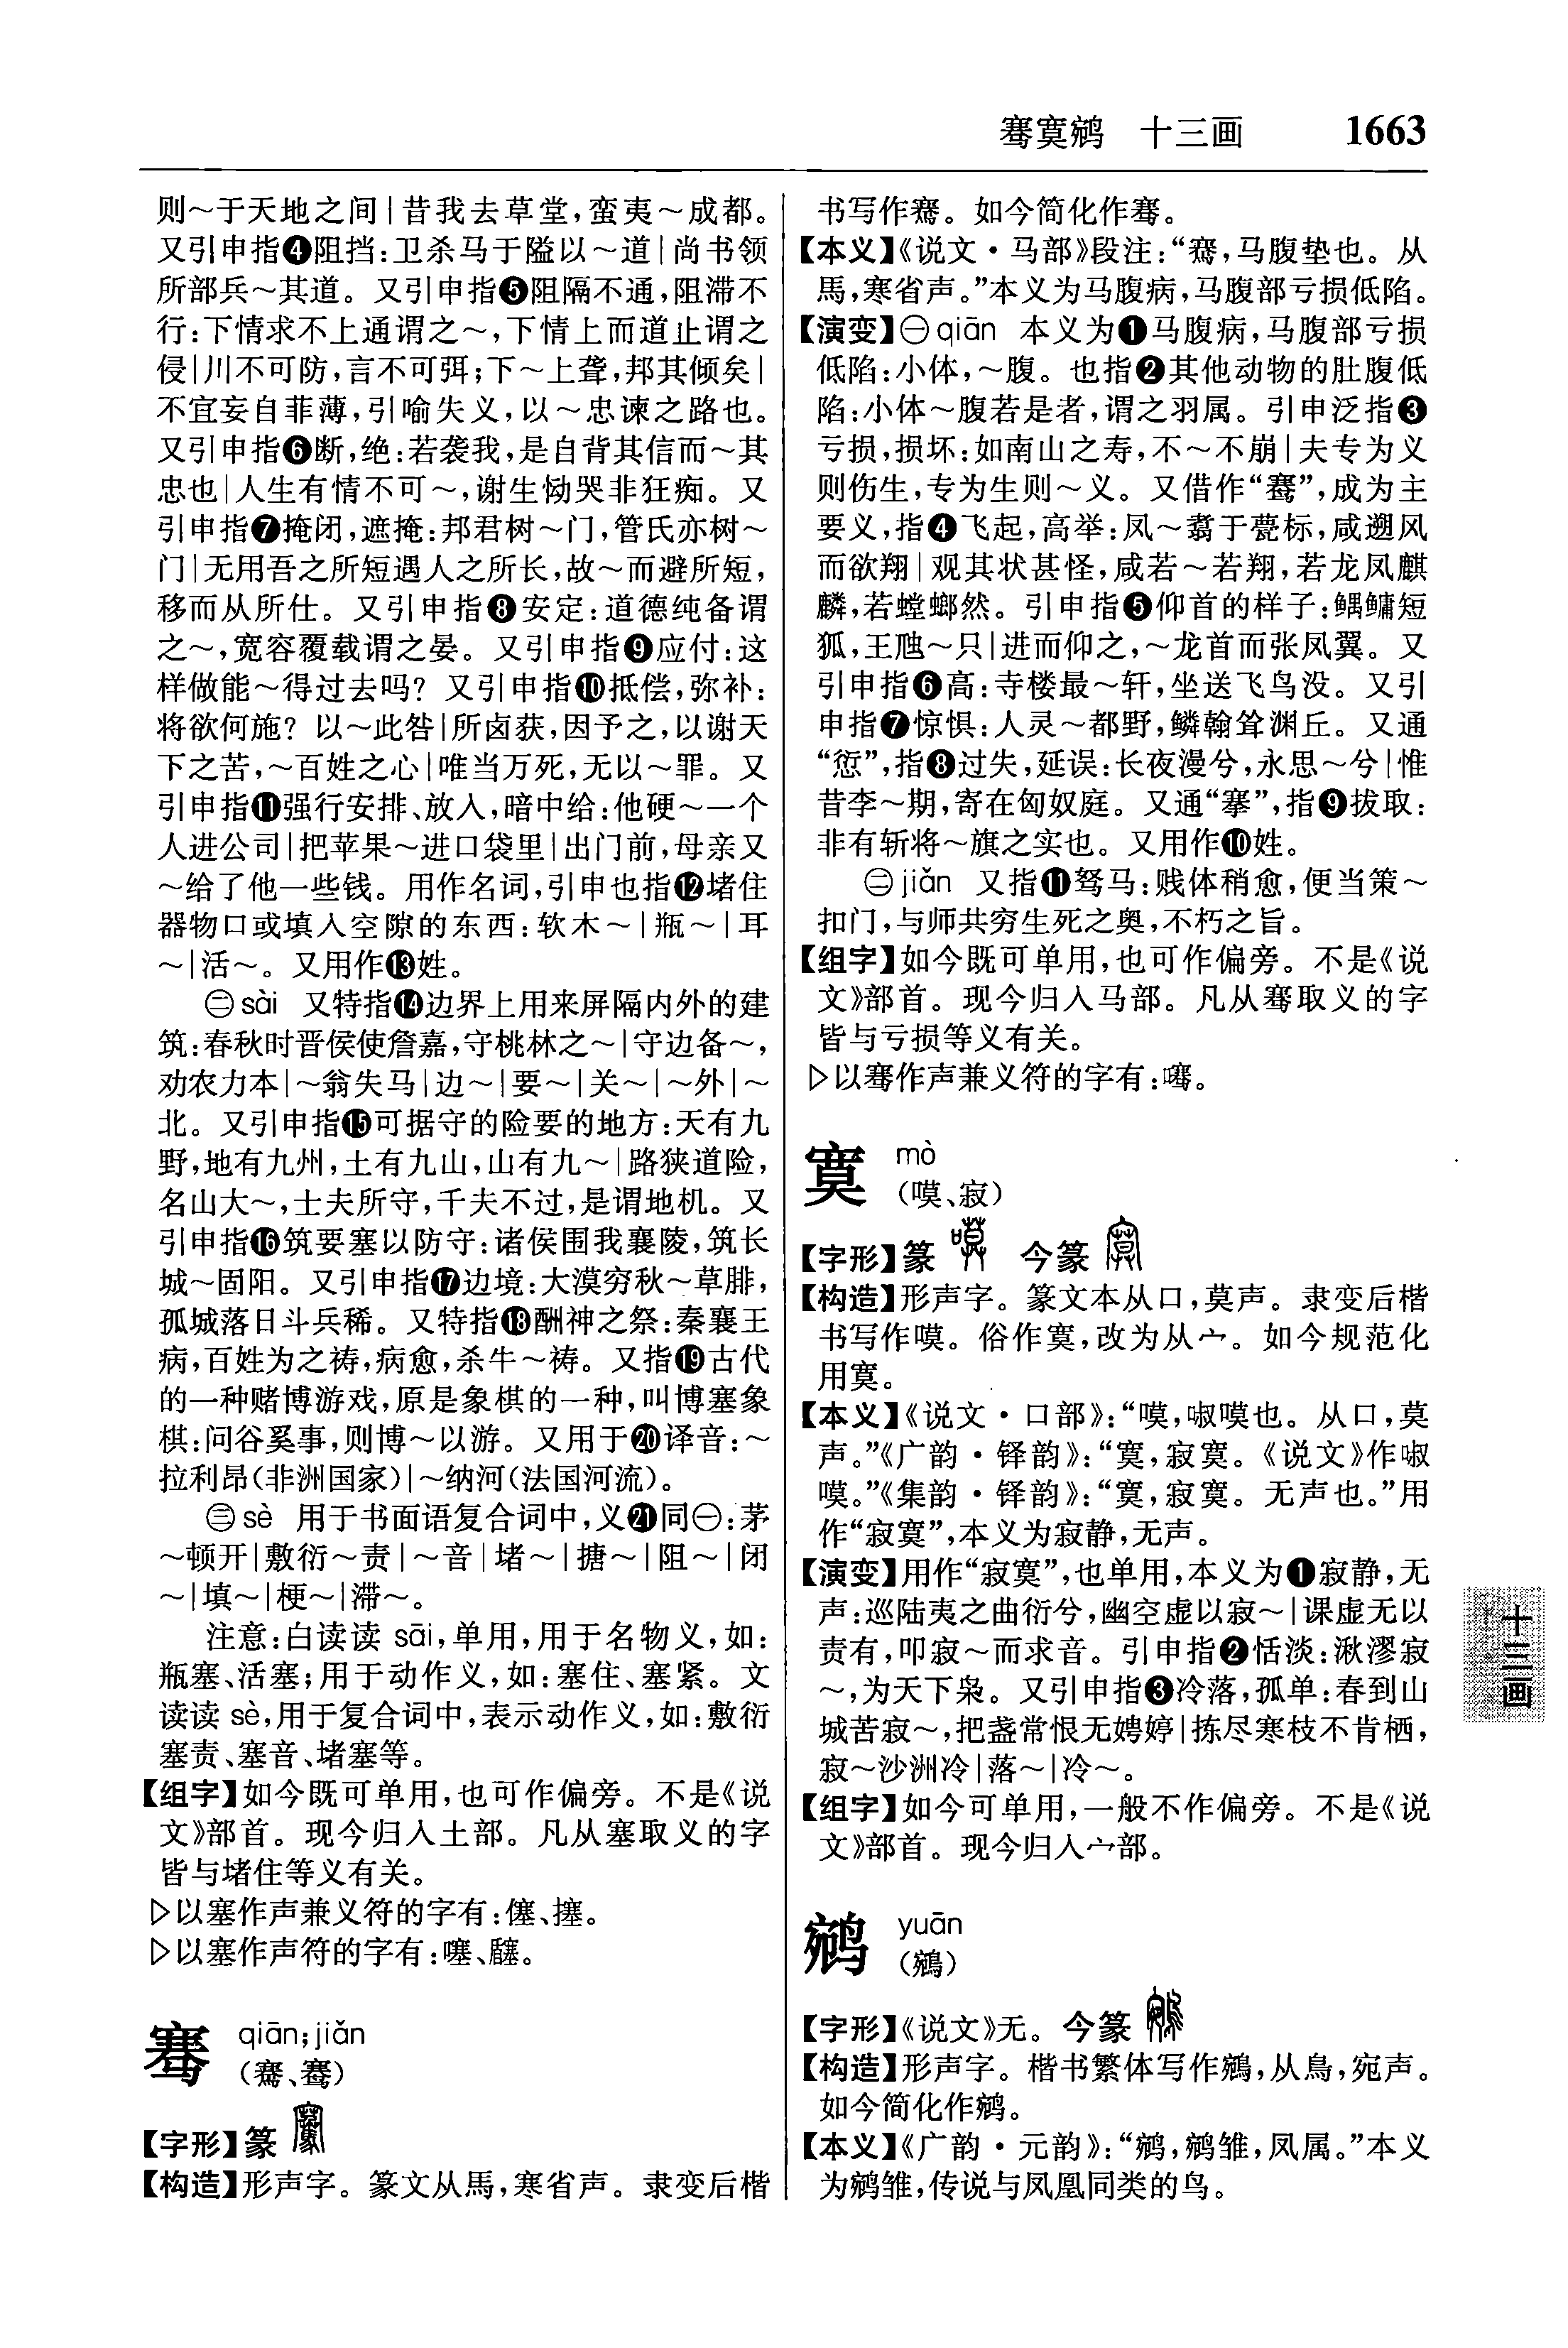 骞寞鹓　十三画　1663
则～于天地之间|昔我去草堂，蛮夷～成都。
又引申指❹阻挡：卫杀马于隘以～道|尚书领
所部兵～其道。又引申指❺阻隔不通，阻滞不
行：下情求不上通谓之～，下情上而道止谓之
侵|川不可防，言不可弭；下～上聋，邦其倾矣|
不宜妄自菲薄，引喻失义，以～忠谏之路也。
又引申指❻断，绝：若袭我，是自背其信而～其
忠也|人生有情不可～，谢生恸哭非狂痴。又
引申指❼掩闭，遮掩：邦君树～门，管氏亦树～
门|无用吾之所短遇人之所长，故～而避所短，
移而从所仕。又引申指❽安定：道德纯备谓
之～，宽容覆载谓之晏。又引申指❾应付：这
样做能～得过去吗？又引申指❿抵偿，弥补：
将欲何施？以～此咎|所卤获，因予之，以谢天
下之苦，～百姓之心|唯当万死，无以～罪。又
引申指⓫强行安排、放入，暗中给：他硬～一个
人进公司|把苹果～进口袋里|出门前，母亲又
～给了他一些钱。用作名词，引申也指⓬堵住
器物口或填入空隙的东西：软木～|瓶～|耳
～|活～。又用作⓭姓。
㊁sài　又特指⓮边界上用来屏隔内外的建
筑：春秋时晋侯使詹嘉，守桃林之～|守边备～，
劝农力本|～翁失马|边～|要～|关～|～外|～
北。又引申指⓯可据守的险要的地方：天有九
野，地有九州，土有九山，山有九～|路狭道险，
名山大～，士夫所守，千夫不过，是谓地机。又
引申指⓰筑要塞以防守：诸侯围我襄陵，筑长
城～固阳。又引申指⓱边境：大漠穷秋～草腓，
孤城落日斗兵稀。又特指⓲酬神之祭：秦襄王
病，百姓为之祷，病愈，杀牛～祷。又指⓳古代
的一种赌博游戏，原是象棋的一种，叫博塞象
棋：问谷奚事，则博～以游。又用于⓴译音：～
拉利昂(非洲国家)|～纳河(法国河流)。
㊂sè　用于书面语复合词中，义㉑同㊀：茅
～顿开|敷衍～责|～音|堵～|搪～|阻～|闭
～|填～|梗～|滞～。
注意：白读读 sāi，单用，用于名物义，如：
瓶塞、活塞；用于动作义，如：塞住、塞紧。文
读读 sè，用于复合词中，表示动作义，如：敷衍
塞责、塞音、堵塞等。
【组字】如今既可单用，也可作偏旁。不是《说
文》部首。现今归入土部。凡从塞取义的字
皆与堵住等义有关。
▷以塞作声兼义符的字有：僿、㩙。
▷以塞作声符的字有：噻、
骞　qiān；jiǎn
（騫、鶱）
【字形】篆
【构造】形声字。篆文从馬，寒省声。隶变后楷
书写作騫。如今简化作骞。
【本义】《说文·马部》段注：“騫，马腹垫也。从
馬，寒省声。”本义为马腹病，马腹部亏损低陷。
【演变】㊀qiān　本义为❶马腹病，马腹部亏损
低陷：小体，～腹。也指❷其他动物的肚腹低
陷：小体～腹若是者，谓之羽属。引申泛指❸
亏损，损坏：如南山之寿，不～不崩|夫专为义
则伤生，专为生则～义。又借作“鶱”，成为主
要义，指❹飞起，高举：凤～翥于甍标，咸遡风
而欲翔|观其状甚怪，咸若～若翔，若龙凤麒
麟，若螳螂然。引申指❺仰首的样子：鰅鳙短
狐，王虺～只|进而仰之，～龙首而张凤翼。又
引申指❻高：寺楼最～轩，坐送飞鸟没。又引
申指❼惊惧：人灵～都野，鳞翰耸渊丘。又通
“愆”，指❽过失，延误：长夜漫兮，永思～兮|惟
昔李～期，寄在匈奴庭。又通“搴”，指❾拔取：
非有斩将～旗之实也。又用作❿姓。
㊁jiǎn　又指⓫驽马：贱体稍愈，便当策～
扣门，与师共穷生死之奥，不朽之旨。
【组字】如今既可单用，也可作偏旁。不是《说
文》部首。现今归入马部。凡从骞取义的字
皆与亏损等义有关。
▷以骞作声兼义符的字有：
寞　mò
（嗼、寂）
【字形】篆　今篆
【构造】形声字。篆文本从口，莫声。隶变后楷
书写作嗼。俗作寞，改为从宀。如今规范化
用寞。
【本义】《说文·口部》：“嗼，㖖嗼也。从口，莫
声。”《广韵·铎韵》：“寞，寂寞。《说文》作㖖
嗼。”《集韵·铎韵》：“寞，寂寞。无声也。”用
作“寂寞”，本义为寂静，无声。
【演变】用作“寂寞”，也单用，本义为❶寂静，无
声：巡陆夷之曲衍兮，幽空虚以寂～|课虚无以
责有，叩寂～而求音。引申指❷恬淡：湫漻寂
～，为天下枭。又引申指❸冷落，孤单：春到山
城苦寂～，把盏常恨无娉婷|拣尽寒枝不肯栖，
寂～沙洲冷|落～|冷～。
【组字】如今可单用，一般不作偏旁。不是《说
文》部首。现今归入宀部。
鹓　yuān
（鵷）
【字形】《说文》无。今篆
【构造】形声字。楷书繁体写作鵷，从鳥，宛声。
如今简化作鹓。
【本义】《广韵·元韵》：“鹓，鹓雏，凤属。”本义
为鹓雏，传说与凤凰同类的鸟。
十三画